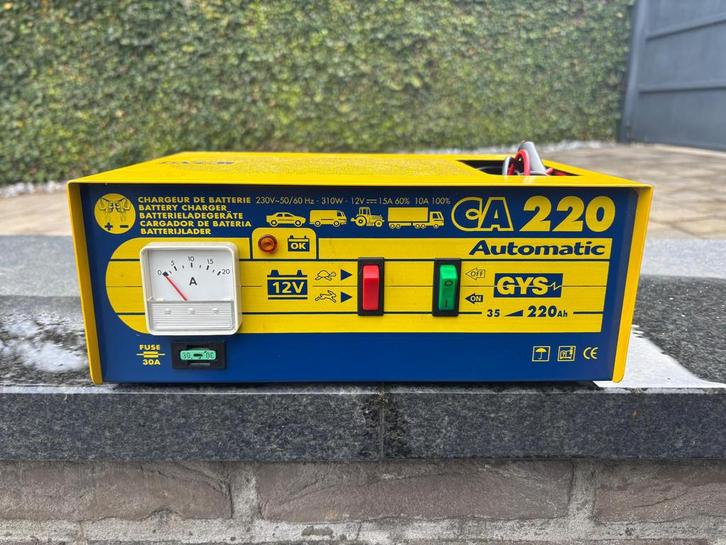 CHARGEUR DE BATTERIE
BATTERY CHARGER
BATTERIELADEGERÄTE
CARGADOR DE BATERIA
BATTERIJLADER
230V~50/60 Hz - 310W - 12V 15A 60% 10A 100%
CA 220
Automatic
OK
0 5 10 15 20
A
12V
OFF
ON
GYS
35 220Ah
FUSE
30A
30
30
+ -
CE